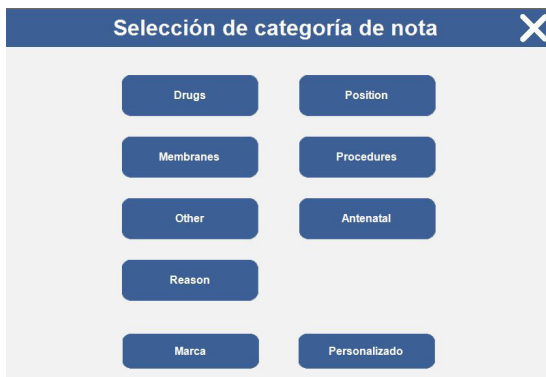 Selección de categoría de nota
Drugs
Position
Membranes
Procedures
Other
Antenatal
Reason
Marca
Personalizado